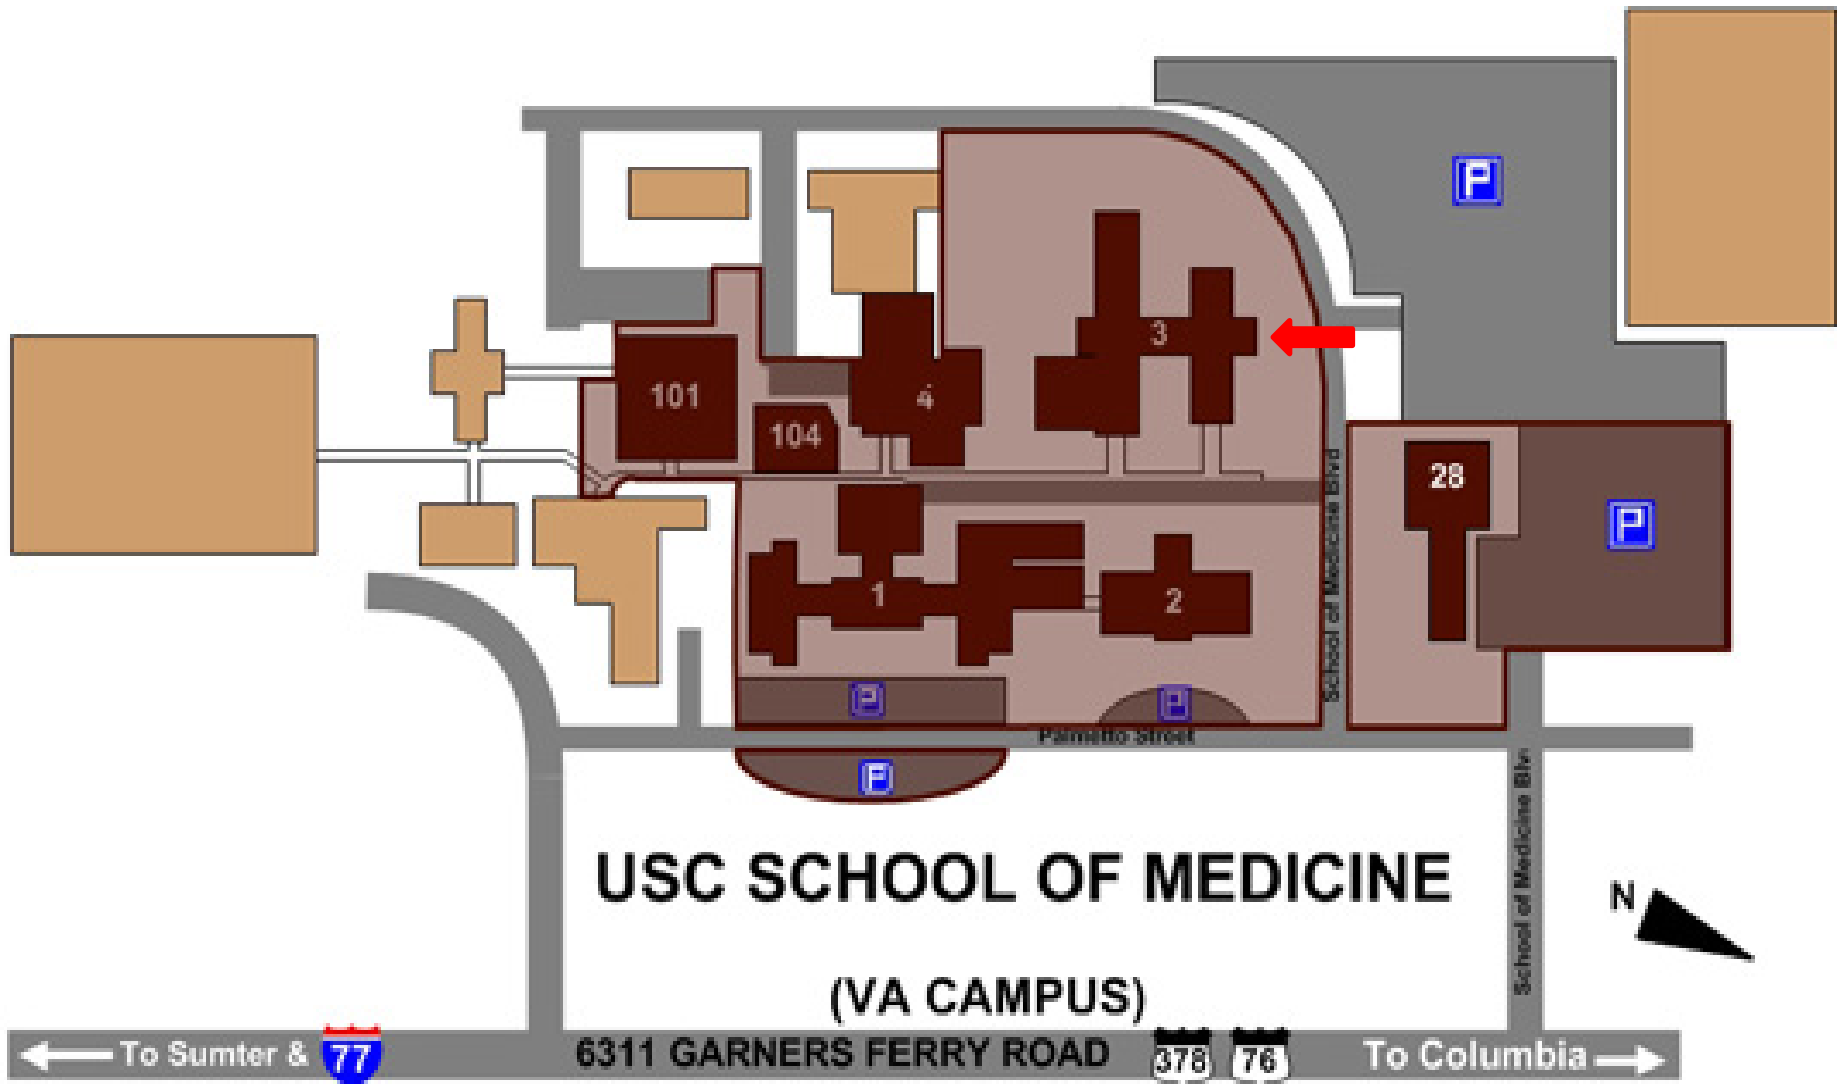 P
3
101
4
104
28
P
School of Medicine Blvd
1
2
P
P
Palmetto Street
P
School of Medicine Blv
USC SCHOOL OF MEDICINE
N
(VA CAMPUS)
To Sumter & 77
6311 GARNERS FERRY ROAD 378 76
To Columbia